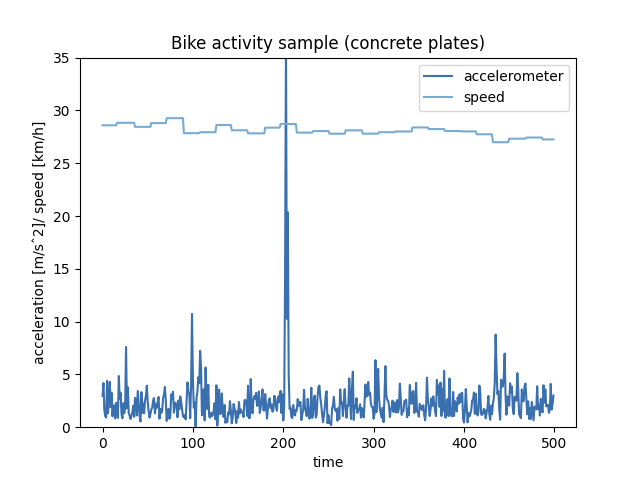 Bike activity sample (concrete plates)
accelerometer
speed
acceleration [m/sˆ2]/ speed [km/h]
35
30
25
20
15
10
5
0
0 100 200 300 400 500
time